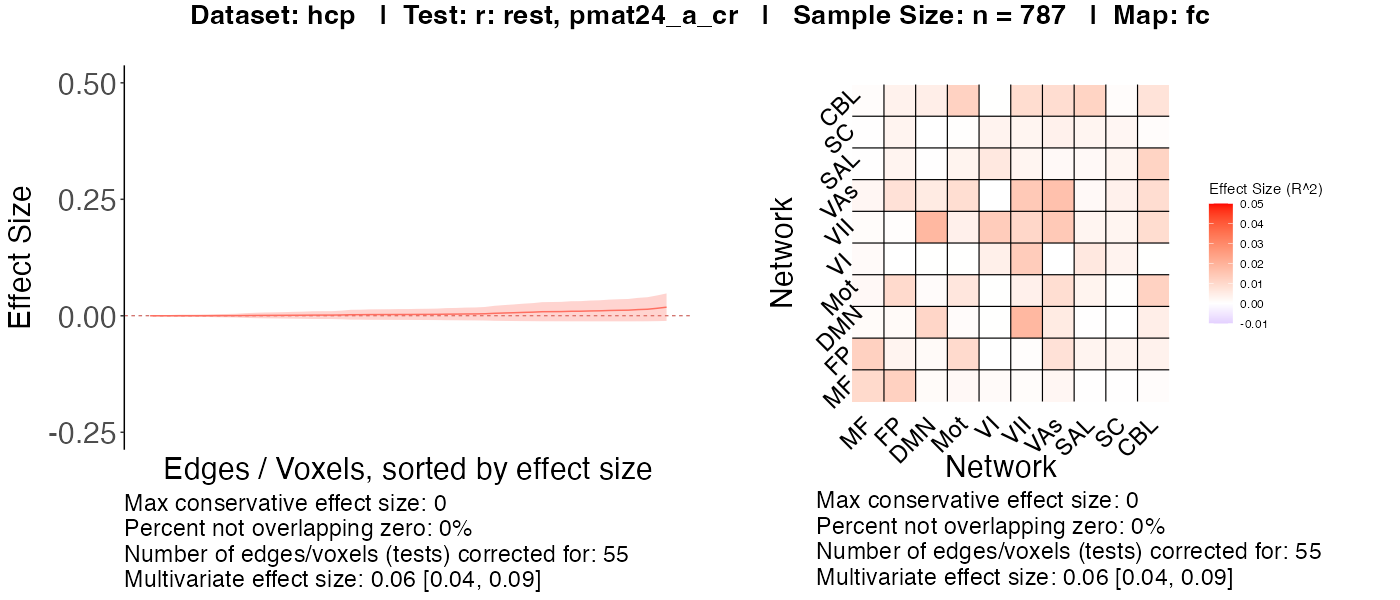 Dataset: hcp | Test: r: rest, pmat24_a_cr | Sample Size: n = 787 | Map: fc
Effect Size
0.50
0.25
0.00
-0.25
Edges / Voxels, sorted by effect size
Max conservative effect size: 0
Percent not overlapping zero: 0%
Number of edges/voxels (tests) corrected for: 55
Multivariate effect size: 0.06 [0.04, 0.09]
Network
CBL
SC
SAL
VAs
VII
VI
Mot
DMN
FP
MF
MF
FP
DMN
Mot
VI
VII
VAs
SAL
SC
CBL
Network
Effect Size (R^2)
0.05
0.04
0.03
0.02
0.01
0.00
-0.01
Max conservative effect size: 0
Percent not overlapping zero: 0%
Number of edges/voxels (tests) corrected for: 55
Multivariate effect size: 0.06 [0.04, 0.09]